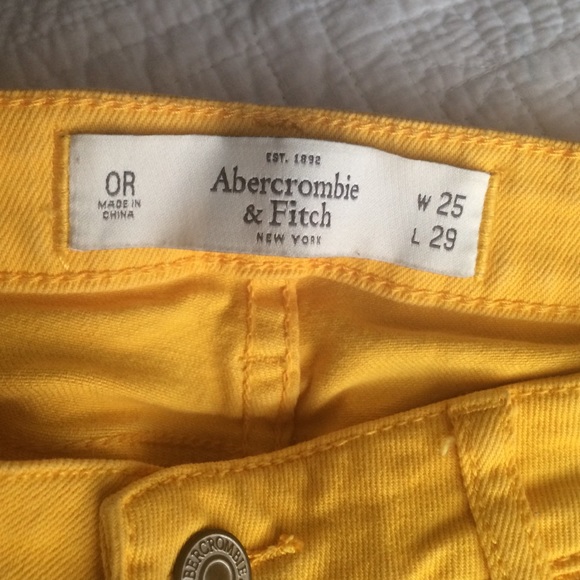 0R
MADE IN
CHINA
EST. 1892
Abercrombie
& Fitch
NEW YORK
W 25
L 29
ABERCROMBIE